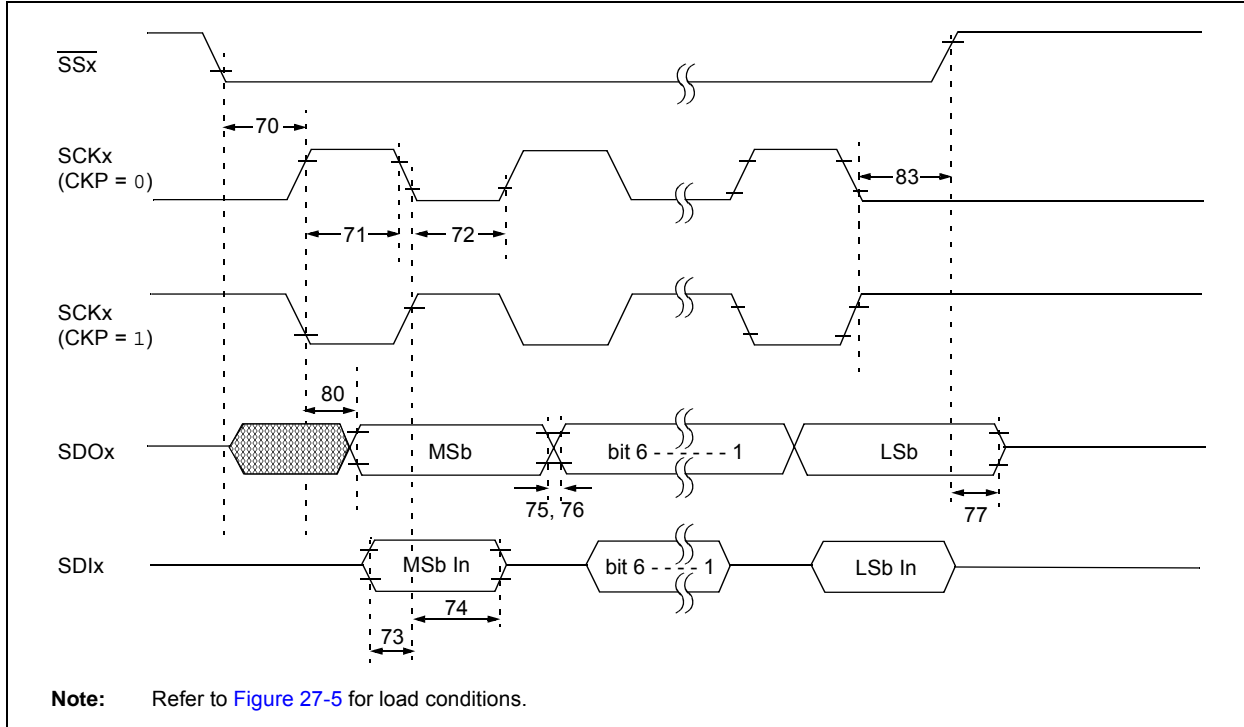 SSx
70
SCKx
(CKP = 0)
83
71
72
SCKx
(CKP = 1)
80
SDOx
MSb
bit 6 - - - - - - 1
LSb
75, 76
77
SDIx
MSb In
bit 6 - - - - 1
LSb In
74
73
Note: Refer to Figure 27-5 for load conditions.